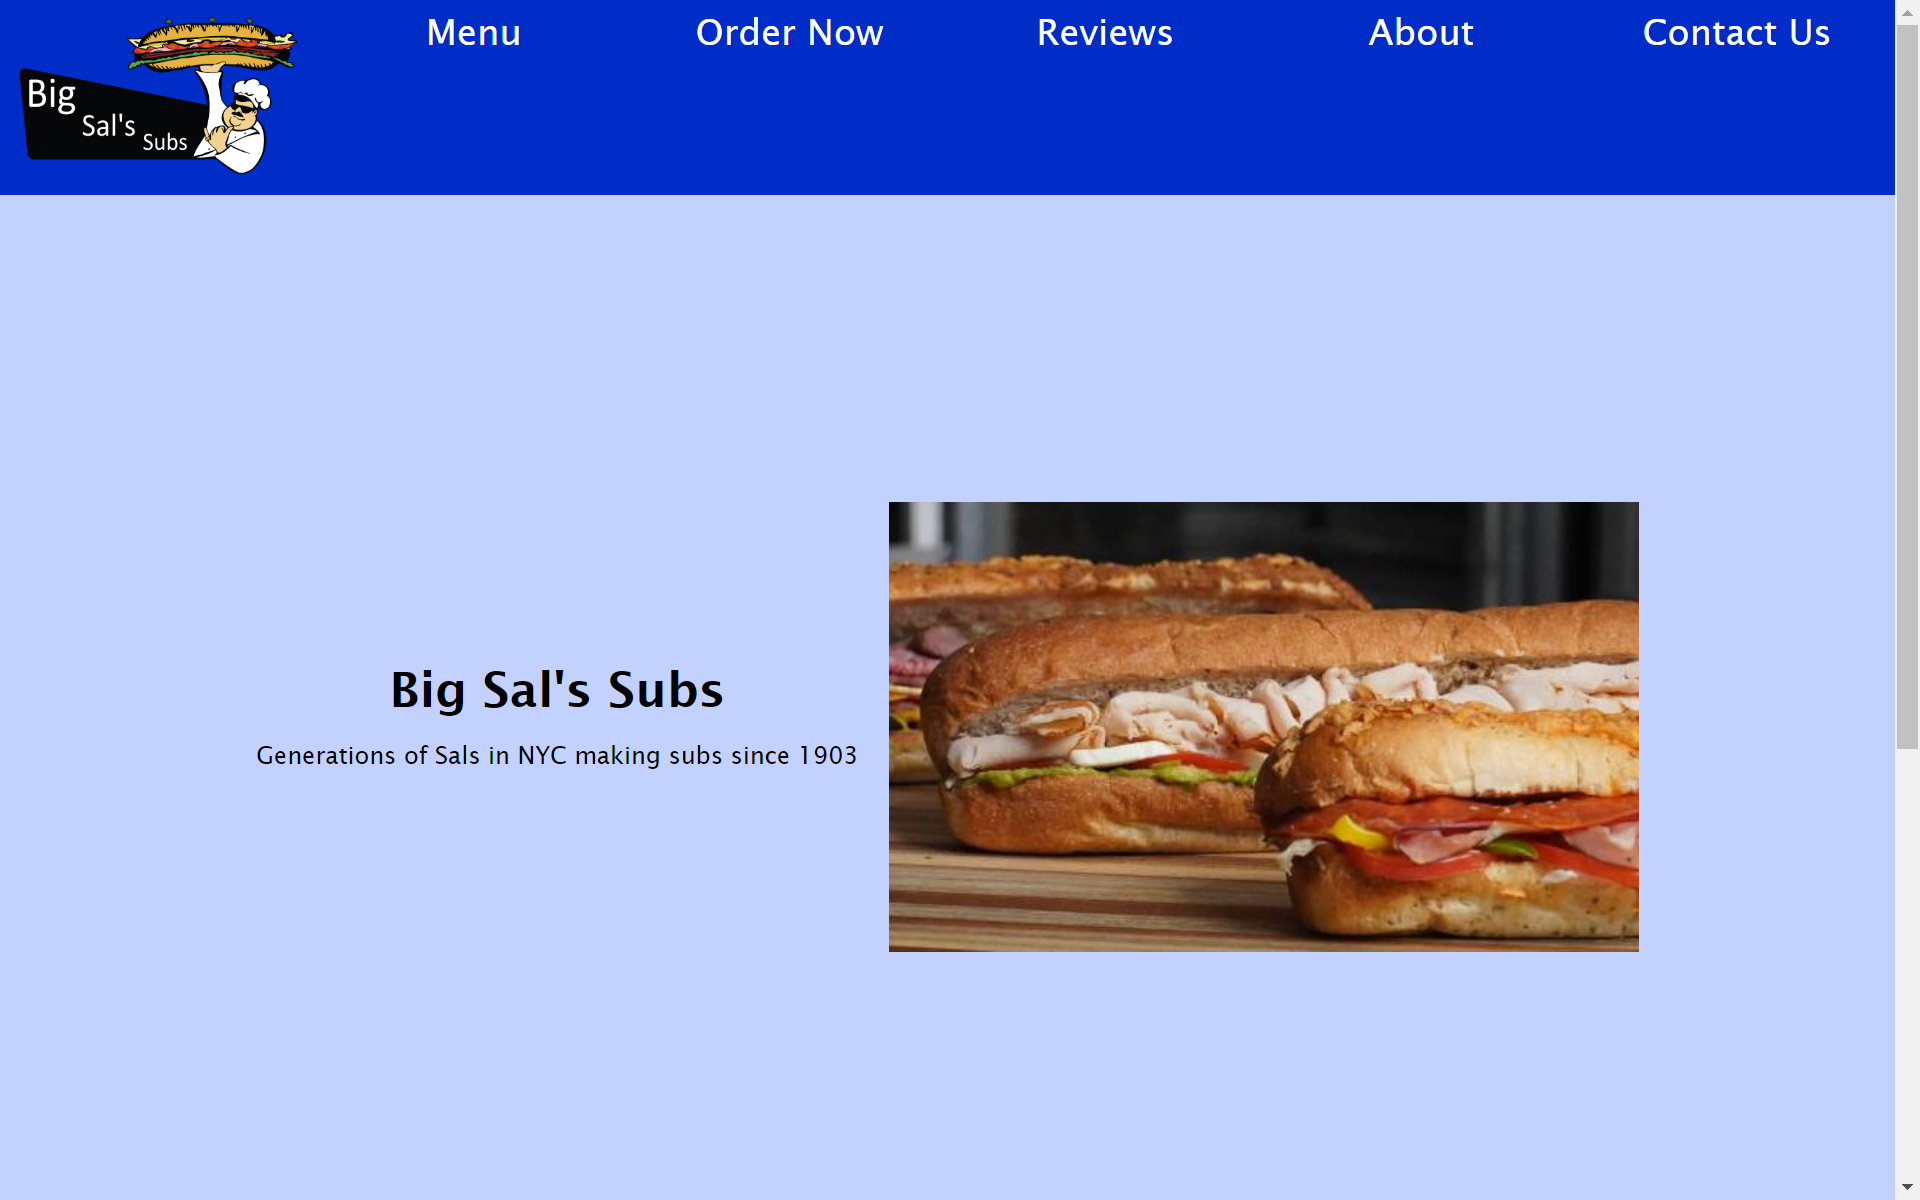 Big
Sal's
Subs
Menu
Order Now
Reviews
About
Contact Us
Big Sal's Subs
Generations of Sals in NYC making subs since 1903